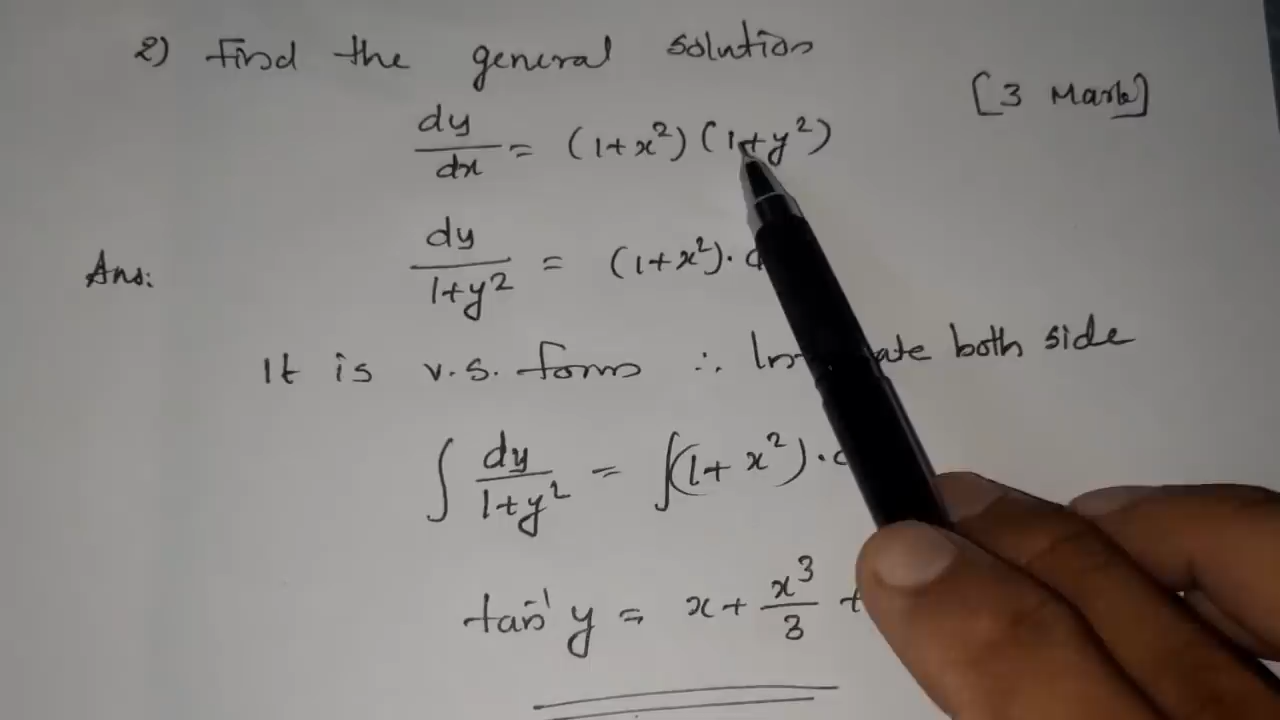 2) Find the general solution
[3 Mark]
dy/dx = (1+x²)(1+y²)
Ans: dy/1+y² = (1+x²).
It is v.s. form ∴ both side
∫ dy/1+y² = ∫(1+x²).
tan⁻¹ y = x + x³/3 +